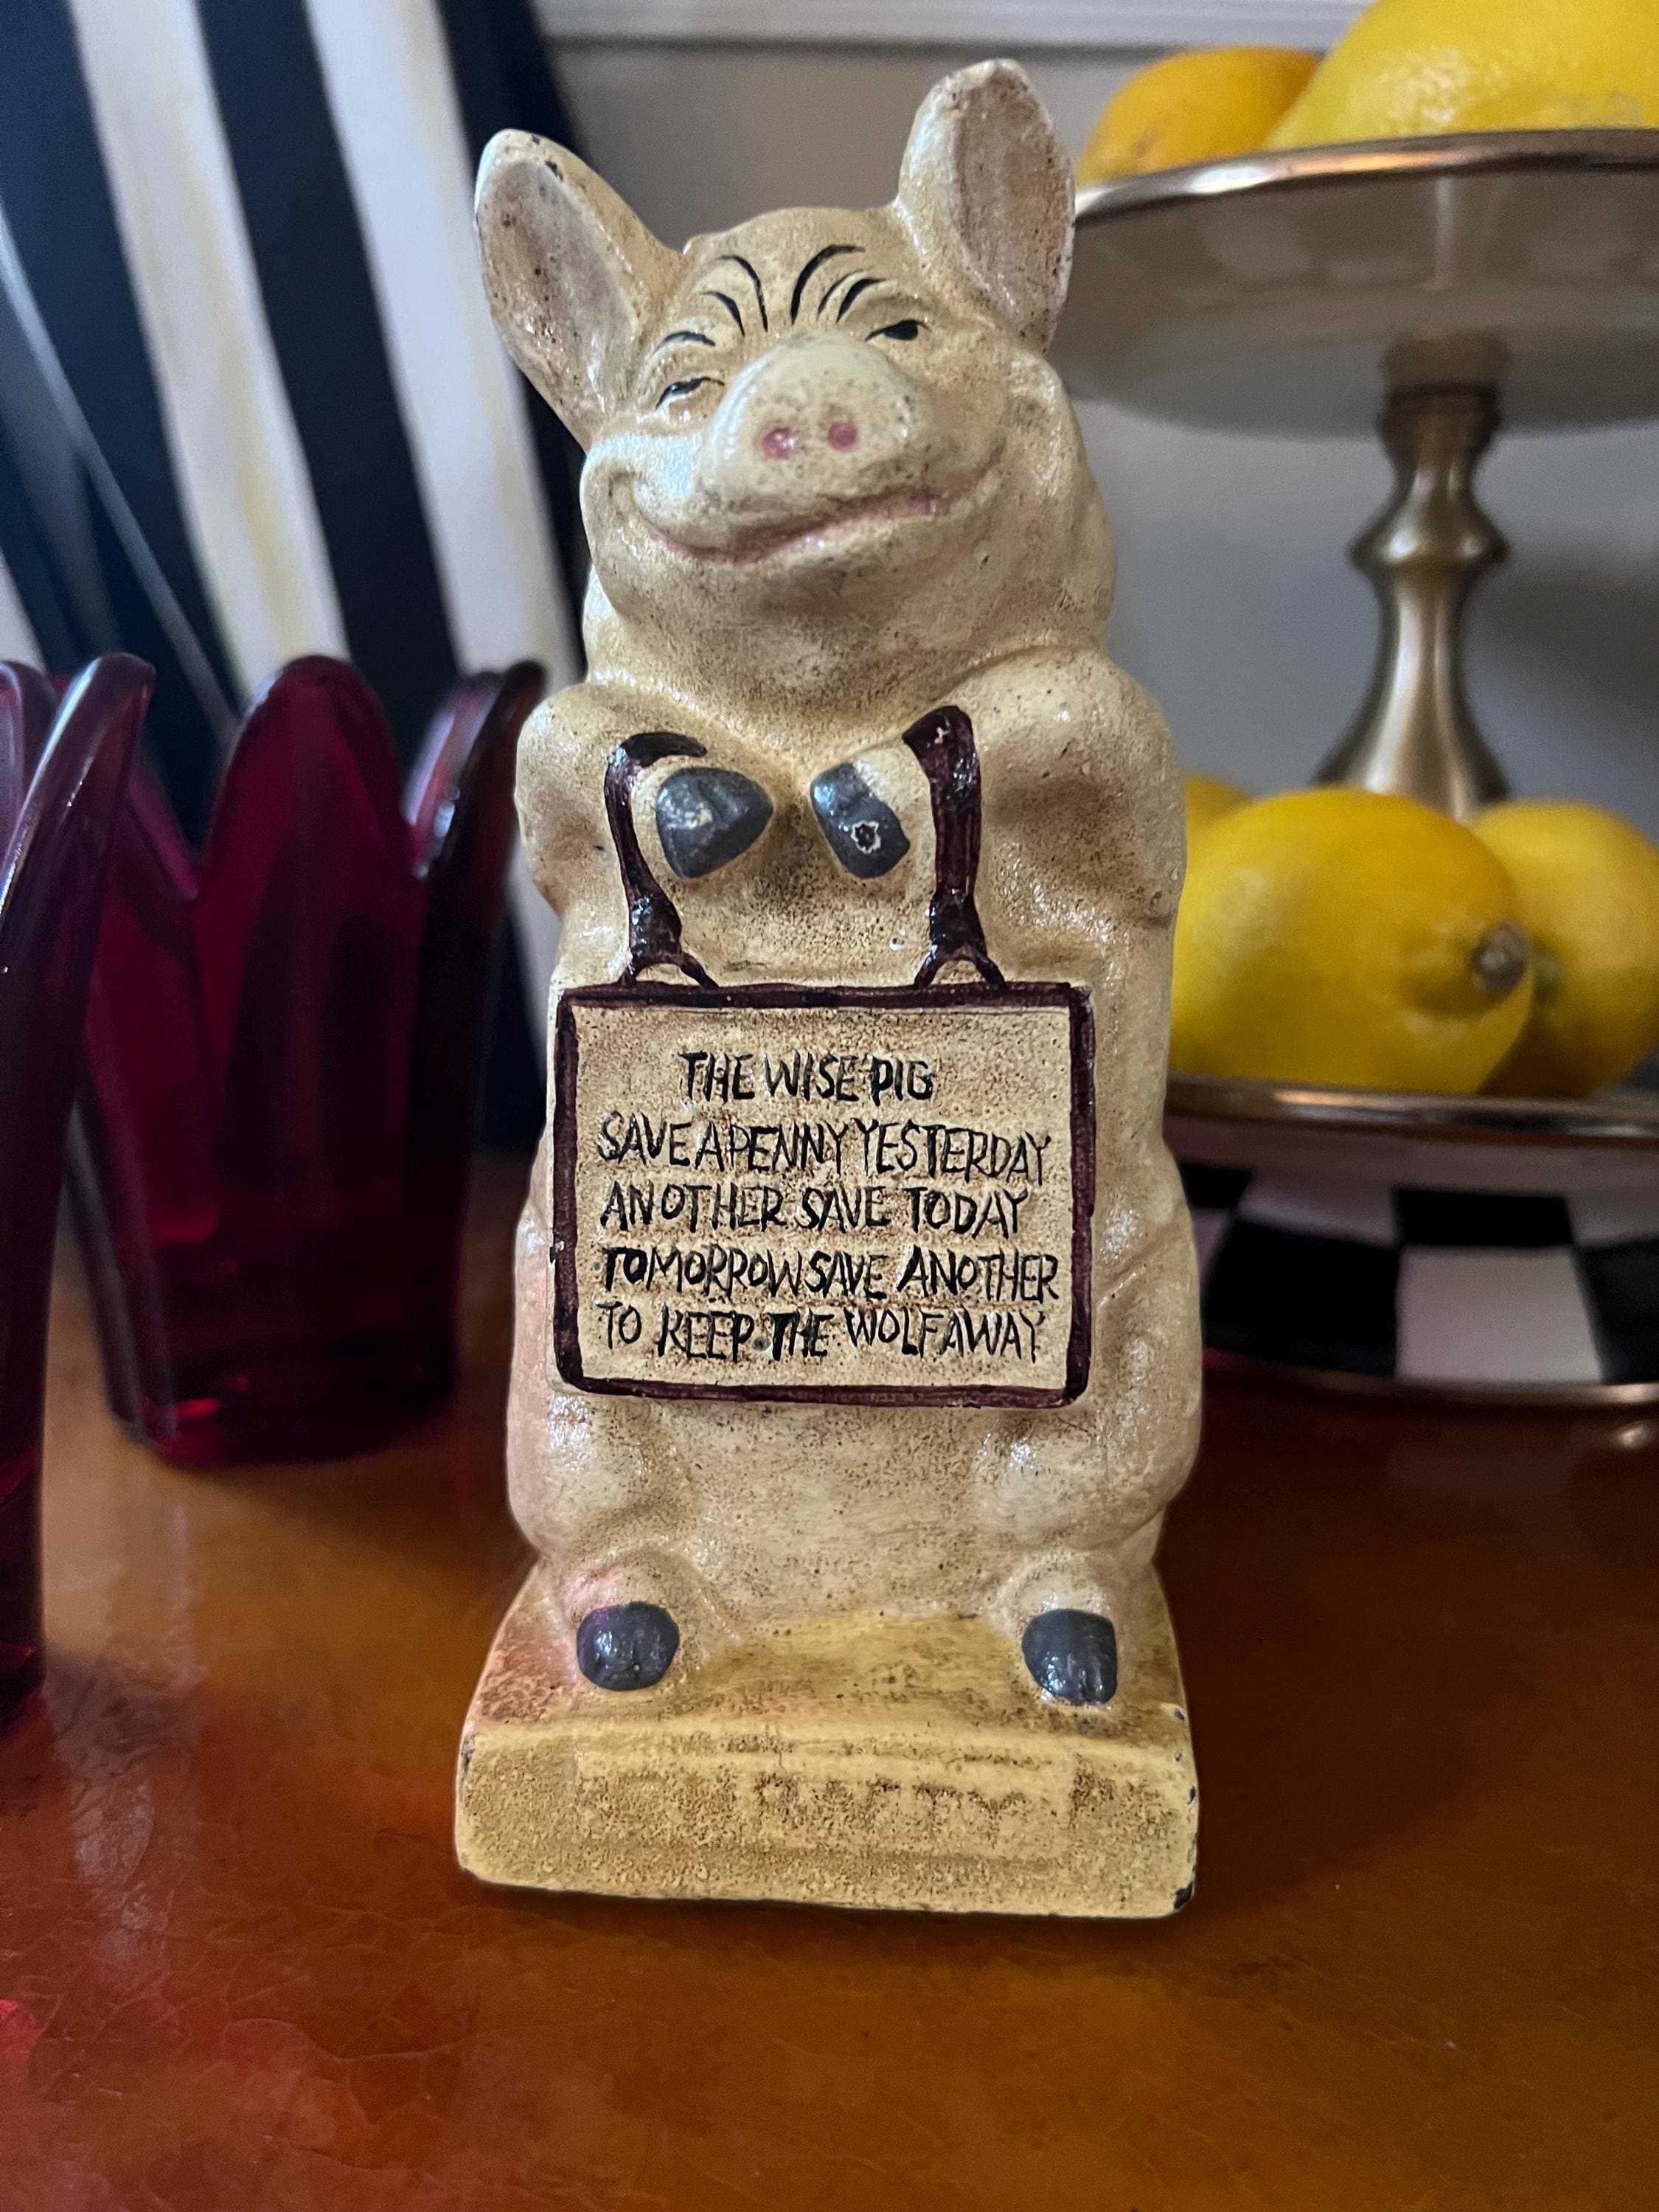 THE WISE PIG
SAVE A PENNY YESTERDAY
ANOTHER SAVE TODAY
TOMORROW SAVE ANOTHER
TO KEEP THE WOLF AWAY